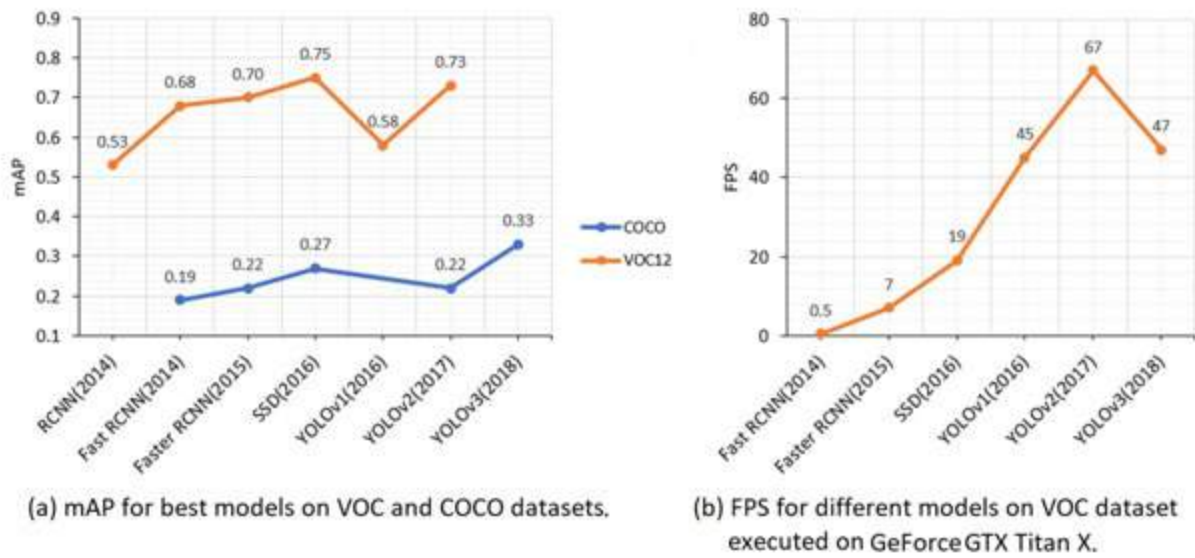 0.9
0.8
0.7
0.6
0.5
0.4
0.3
0.2
0.1
mAP
0.53
0.68
0.70
0.75
0.58
0.73
0.19
0.22
0.27
0.22
0.33
RCNN(2014)
Fast RCNN(2014)
Faster RCNN(2015)
SSD(2016)
YOLOv1(2016)
YOLOv2(2017)
YOLOv3(2018)
COCO
VOC12
(a) mAP for best models on VOC and COCO datasets.
80
60
40
20
0
FPS
0.5
7
19
45
67
47
Fast RCNN(2014)
Faster RCNN(2015)
SSD(2016)
YOLOv1(2016)
YOLOv2(2017)
YOLOv3(2018)
(b) FPS for different models on VOC dataset
executed on GeForce GTX Titan X.